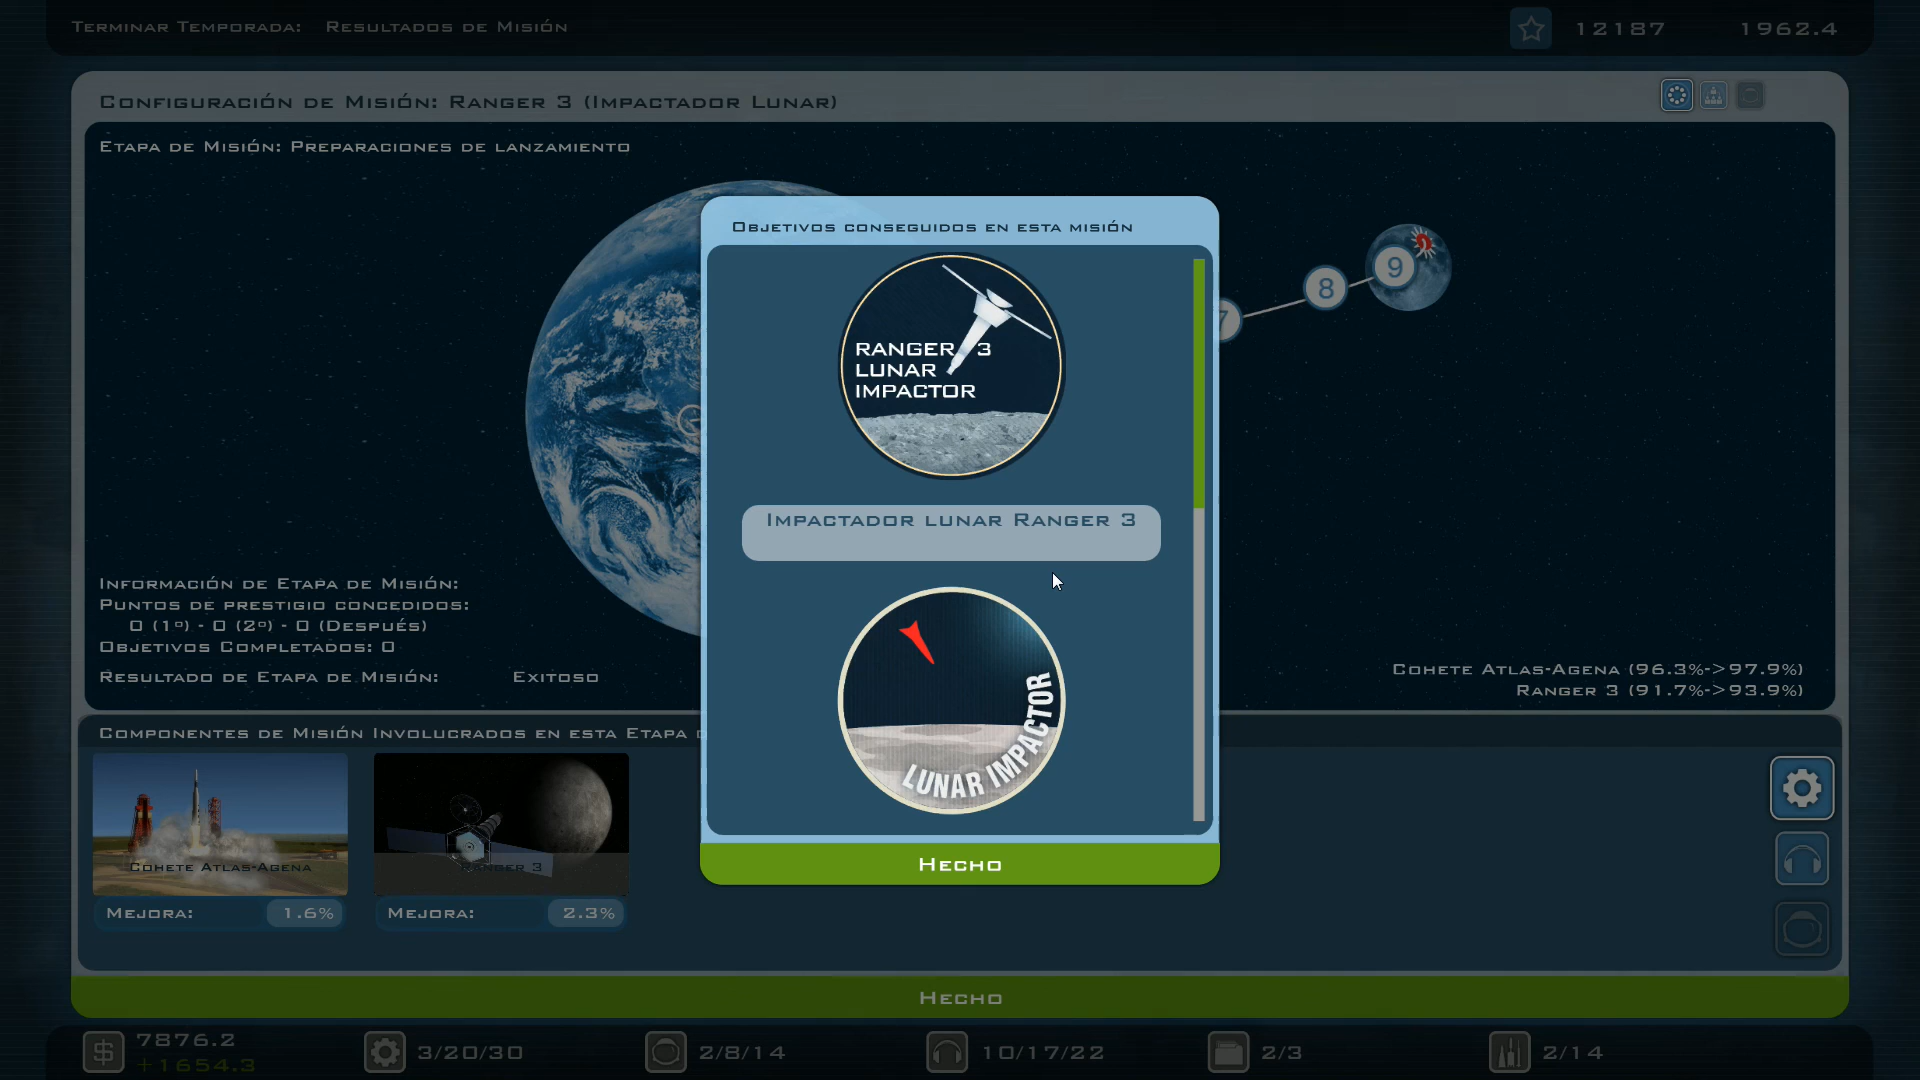 Terminar Temporada: Resultados de Misión
12187
1962.4
Configuración de Misión: Ranger 3 (Impactador Lunar)
Etapa de Misión: Preparaciones de lanzamiento
Objetivos conseguidos en esta misión
RANGER 3
LUNAR
IMPACTOR
Impactador lunar Ranger 3
LUNAR IMPACTOR
Hecho
7
8
9
Información de Etapa de Misión:
Puntos de prestigio concedidos:
0 (1º) - 0 (2º) - 0 (Después)
Objetivos Completados: 0
Resultado de Etapa de Misión: Exitoso
Cohete Atlas-Agena (96.3%->97.9%)
Ranger 3 (91.7%->93.9%)
Componentes de Misión Involucrados en esta Etapa
Cohete Atlas-Agena
Ranger 3
Mejora: 1.6%
Mejora: 2.3%
Hecho
$ 7876.2
+1654.3
3/20/30
2/8/14
10/17/22
2/3
2/14